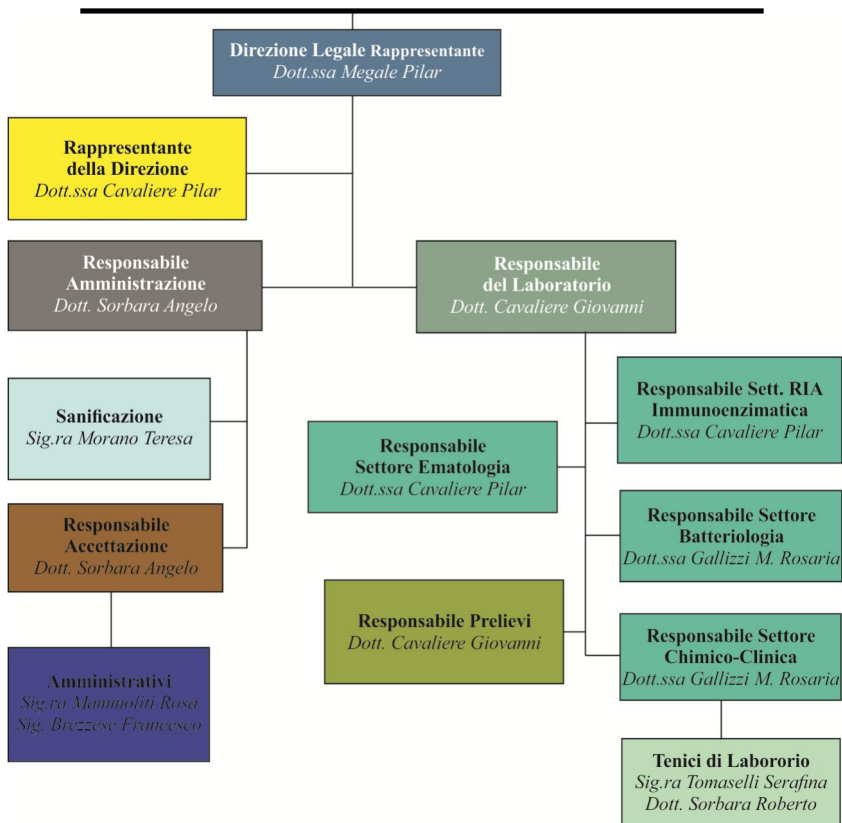 Direzione Legale Rappresentante
Dott.ssa Megale Pilar
Rappresentante
della Direzione
Dott.ssa Cavaliere Pilar
Responsabile
Amministrazione
Dott. Sorbara Angelo
Responsabile
del Laboratorio
Dott. Cavaliere Giovanni
Sanificazione
Sig.ra Morano Teresa
Responsabile Sett. RIA
Immunoenzimatica
Dott.ssa Cavaliere Pilar
Responsabile
Settore Ematologia
Dott.ssa Cavaliere Pilar
Responsabile
Accettazione
Dott. Sorbara Angelo
Responsabile Settore
Batteriologia
Dott.ssa Gallizzi M. Rosaria
Responsabile Prelievi
Dott. Cavaliere Giovanni
Responsabile Settore
Chimico-Clinica
Dott.ssa Gallizzi M. Rosaria
Amministrativi
Sig.ra Mammoliti Rosa
Sig. Brezzese Francesco
Tenici di Labororio
Sig.ra Tomaselli Serafina
Dott. Sorbara Roberto